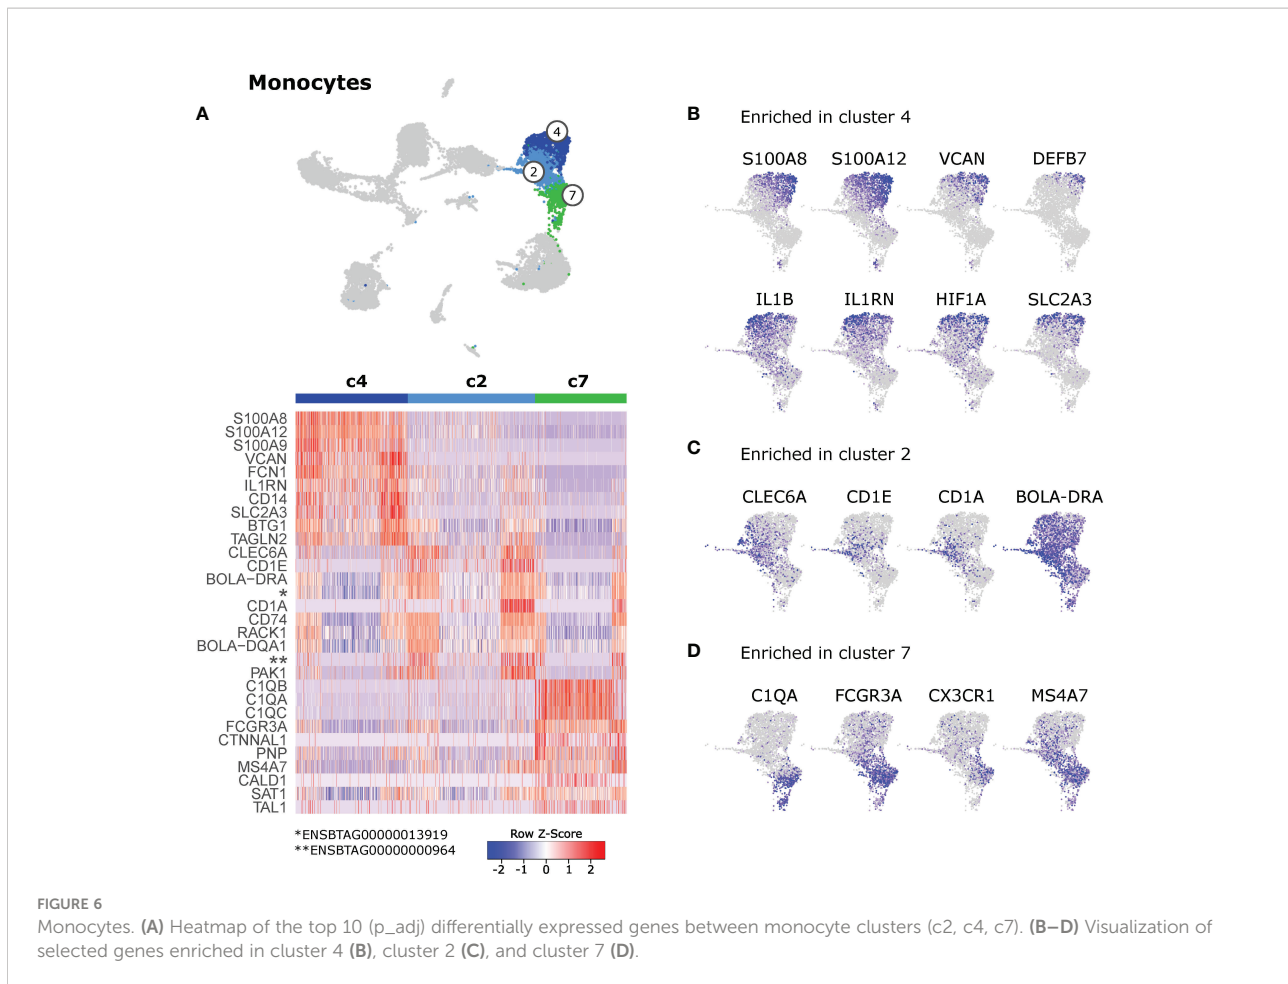 Monocytes
A
4
2
7
c4 c2 c7
S100A8
S100A12
S100A9
VCAN
FCN1
IL1RN
CD14
SLC2A3
BTG1
TAGLN2
CLEC6A
CD1E
BOLA−DRA
*
CD1A
CD74
RACK1
BOLA−DQA1
**
PAK1
C1QB
C1QA
C1QC
FCGR3A
CTNNAL1
PNP
MS4A7
CALD1
SAT1
TAL1
*ENSBTAG00000013919
**ENSBTAG00000000964
Row Z-Score
-2 -1 0 1 2
B Enriched in cluster 4
S100A8 S100A12 VCAN DEFB7
IL1B IL1RN HIF1A SLC2A3
C Enriched in cluster 2
CLEC6A CD1E CD1A BOLA-DRA
D Enriched in cluster 7
C1QA FCGR3A CX3CR1 MS4A7
FIGURE 6
Monocytes. (A) Heatmap of the top 10 (p_adj) differentially expressed genes between monocyte clusters (c2, c4, c7). (B–D) Visualization of
selected genes enriched in cluster 4 (B), cluster 2 (C), and cluster 7 (D).